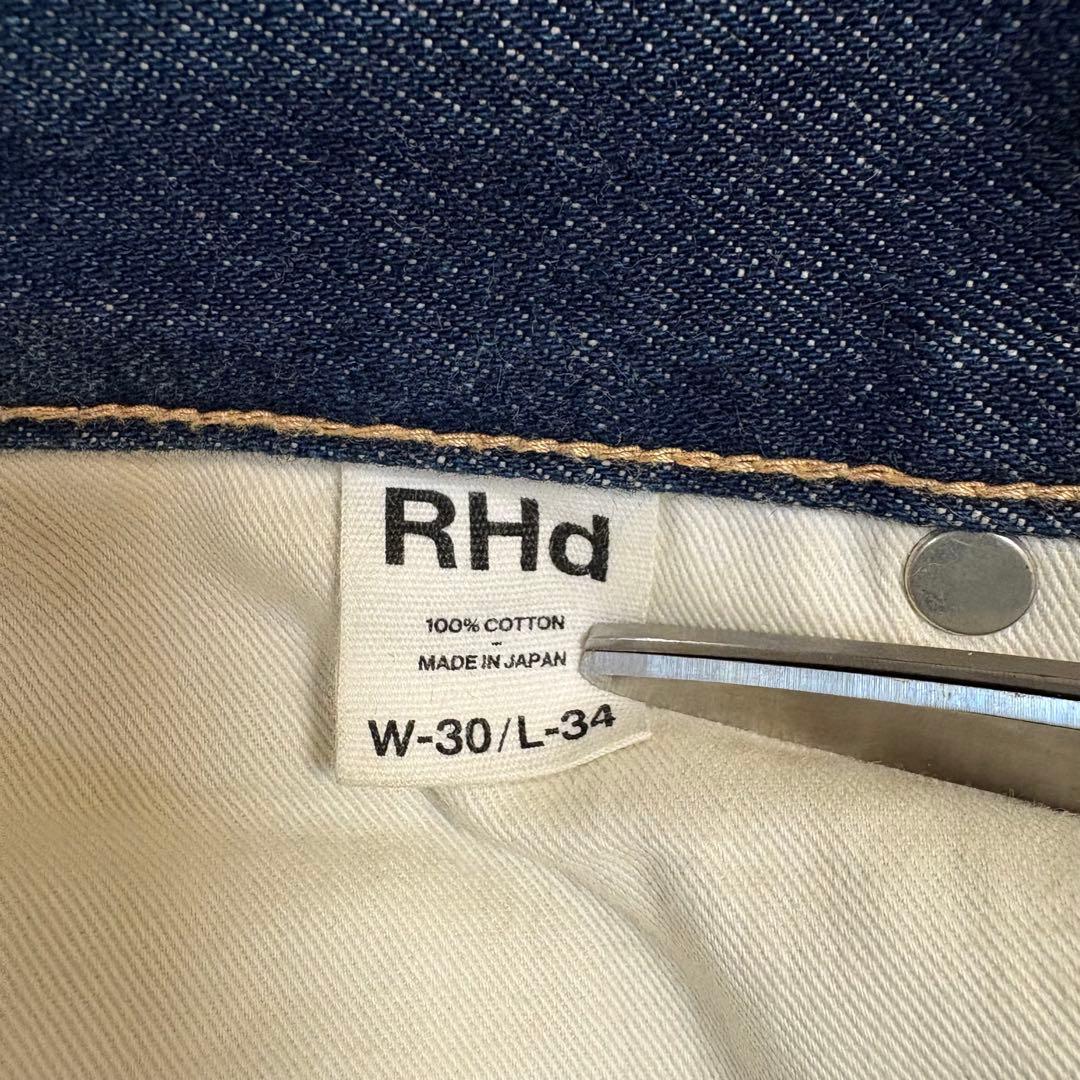 RHd
100% COTTON
-
MADE IN JAPAN
W-30/L-34